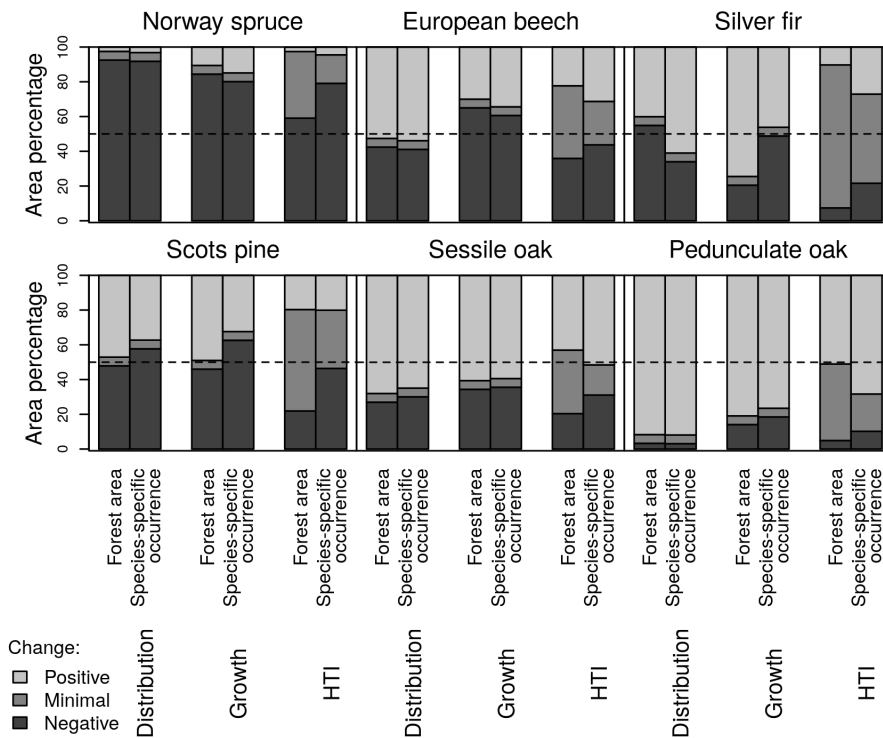 Norway spruce European beech Silver fir
Area percentage
0 20 40 60 80 100
Scots pine Sessile oak Pedunculate oak
Area percentage
0 20 40 60 80 100
Forest area
Species-specific
occurrence
Forest area
Species-specific
occurrence
Forest area
Species-specific
occurrence
Forest area
Species-specific
occurrence
Forest area
Species-specific
occurrence
Forest area
Species-specific
occurrence
Forest area
Species-specific
occurrence
Forest area
Species-specific
occurrence
Forest area
Species-specific
occurrence
Distribution
Growth
HTI
Distribution
Growth
HTI
Distribution
Growth
HTI
Change:
Positive
Minimal
Negative